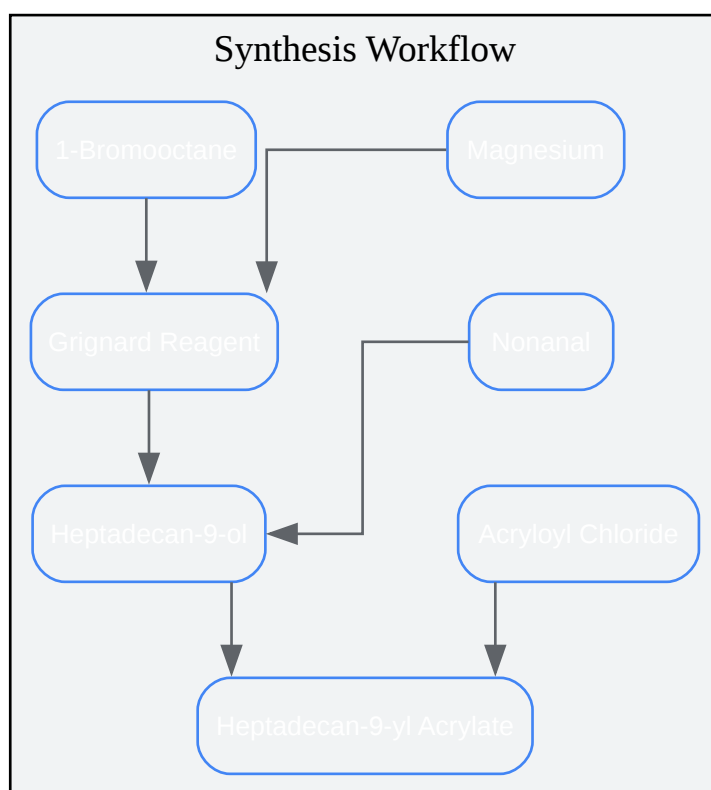 Synthesis Workflow
1-Bromooctane
Magnesium
Grignard Reagent
Nonanal
Heptadecan-9-ol
Acryloyl Chloride
Heptadecan-9-yl Acrylate